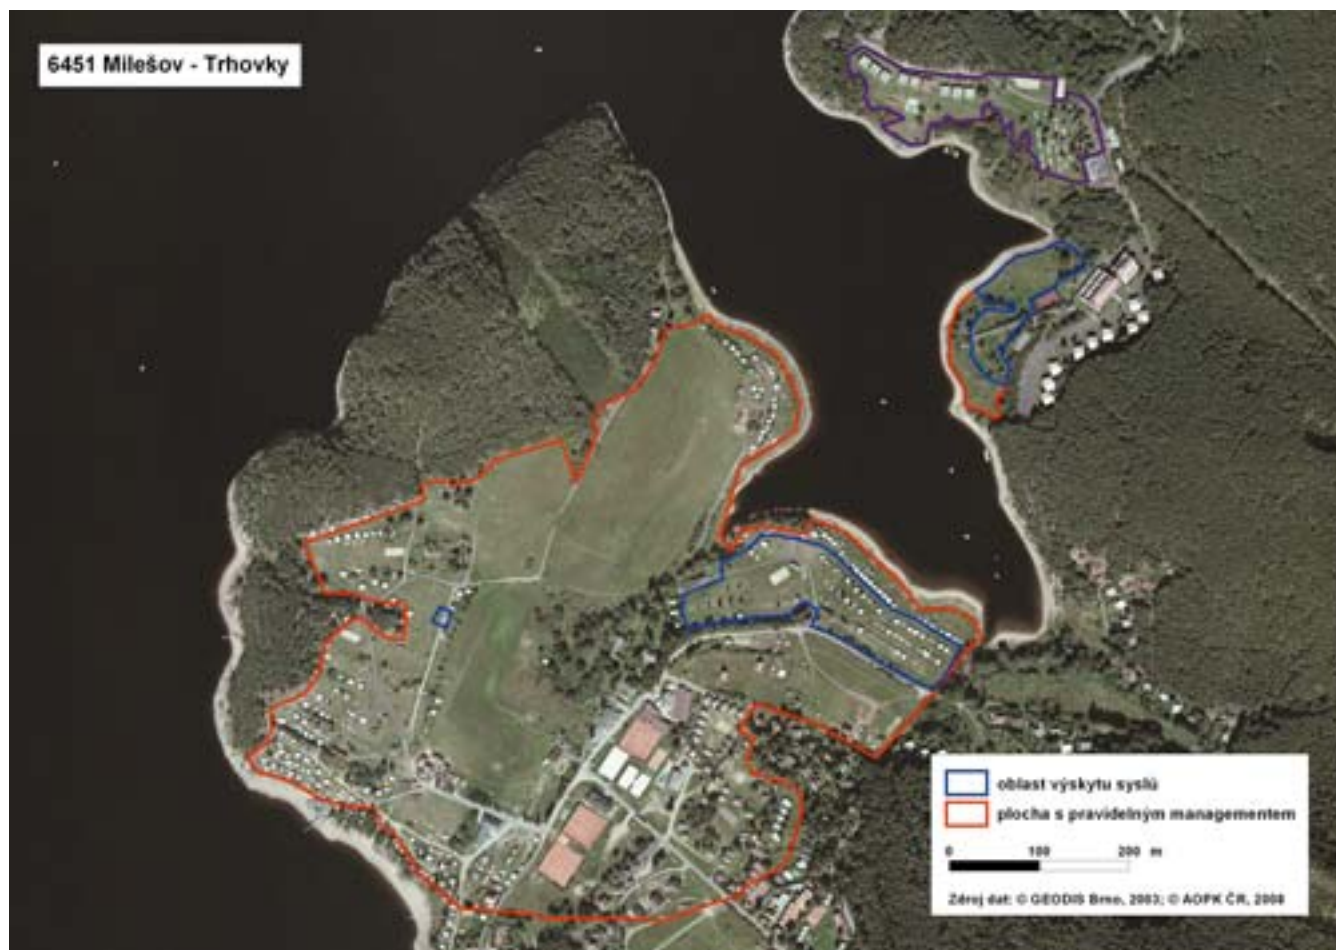 6451 Milešov - Trhovky
oblast výskytu syslů
plocha s pravidelným managementem
0 100 200 m
Zdroj dat: © GEODIS Brno, 2003; © AOPK ČR, 2008